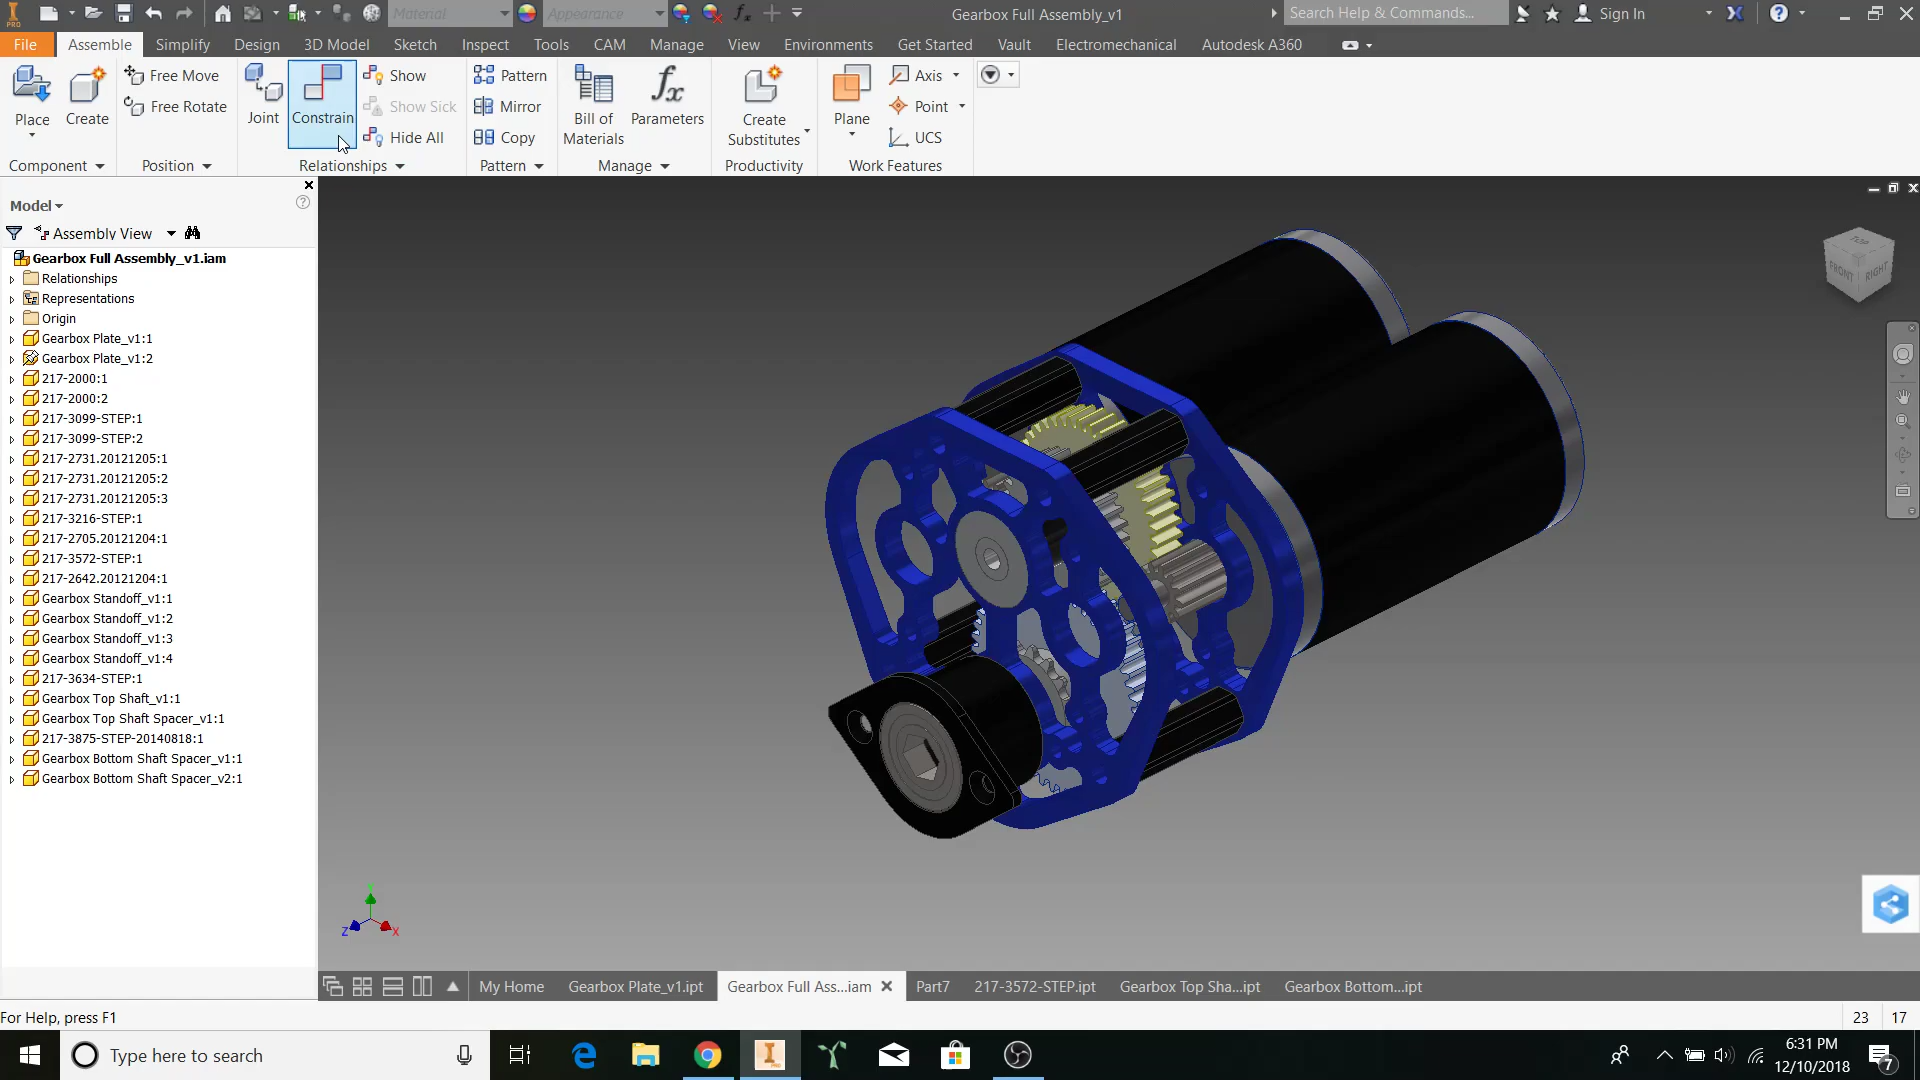 PRO
Material
Appearance
Gearbox Full Assembly_v1
Search Help & Commands...
Sign In
File
Assemble
Simplify
Design
3D Model
Sketch
Inspect
Tools
CAM
Manage
View
Environments
Get Started
Vault
Electromechanical
Autodesk A360
Place
Create
Free Move
Free Rotate
Joint
Constrain
Show
Show Sick
Hide All
Pattern
Mirror
Copy
Bill of
Materials
Parameters
Create
Substitutes
Plane
Axis
Point
UCS
Component
Position
Relationships
Pattern
Manage
Productivity
Work Features
Model
Assembly View
Gearbox Full Assembly_v1.iam
Relationships
Representations
Origin
Gearbox Plate_v1:1
Gearbox Plate_v1:2
217-2000:1
217-2000:2
217-3099-STEP:1
217-3099-STEP:2
217-2731.20121205:1
217-2731.20121205:2
217-2731.20121205:3
217-3216-STEP:1
217-2705.20121204:1
217-3572-STEP:1
217-2642.20121204:1
Gearbox Standoff_v1:1
Gearbox Standoff_v1:2
Gearbox Standoff_v1:3
Gearbox Standoff_v1:4
217-3634-STEP:1
Gearbox Top Shaft_v1:1
Gearbox Top Shaft Spacer_v1:1
217-3875-STEP-20140818:1
Gearbox Bottom Shaft Spacer_v1:1
Gearbox Bottom Shaft Spacer_v2:1
TOP
FRONT
RIGHT
Z
X
My Home
Gearbox Plate_v1.ipt
Gearbox Full Ass...iam
Part7
217-3572-STEP.ipt
Gearbox Top Sha...ipt
Gearbox Bottom...ipt
For Help, press F1
23
17
Type here to search
6:31 PM
12/10/2018
7